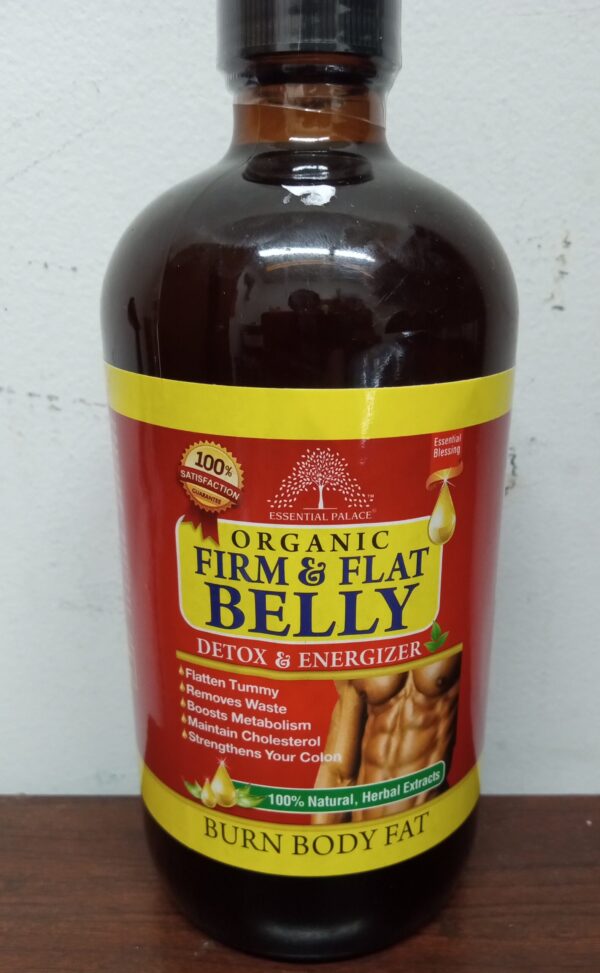 100%
SATISFACTION
GUARANTEE
Essential
Blessing
ESSENTIAL PALACE®
™
ORGANIC
FIRM & FLAT
BELLY
DETOX & ENERGIZER
Flatten Tummy
Removes Waste
Boosts Metabolism
Maintain Cholesterol
Strengthens Your Colon
100% Natural, Herbal Extracts
BURN BODY FAT